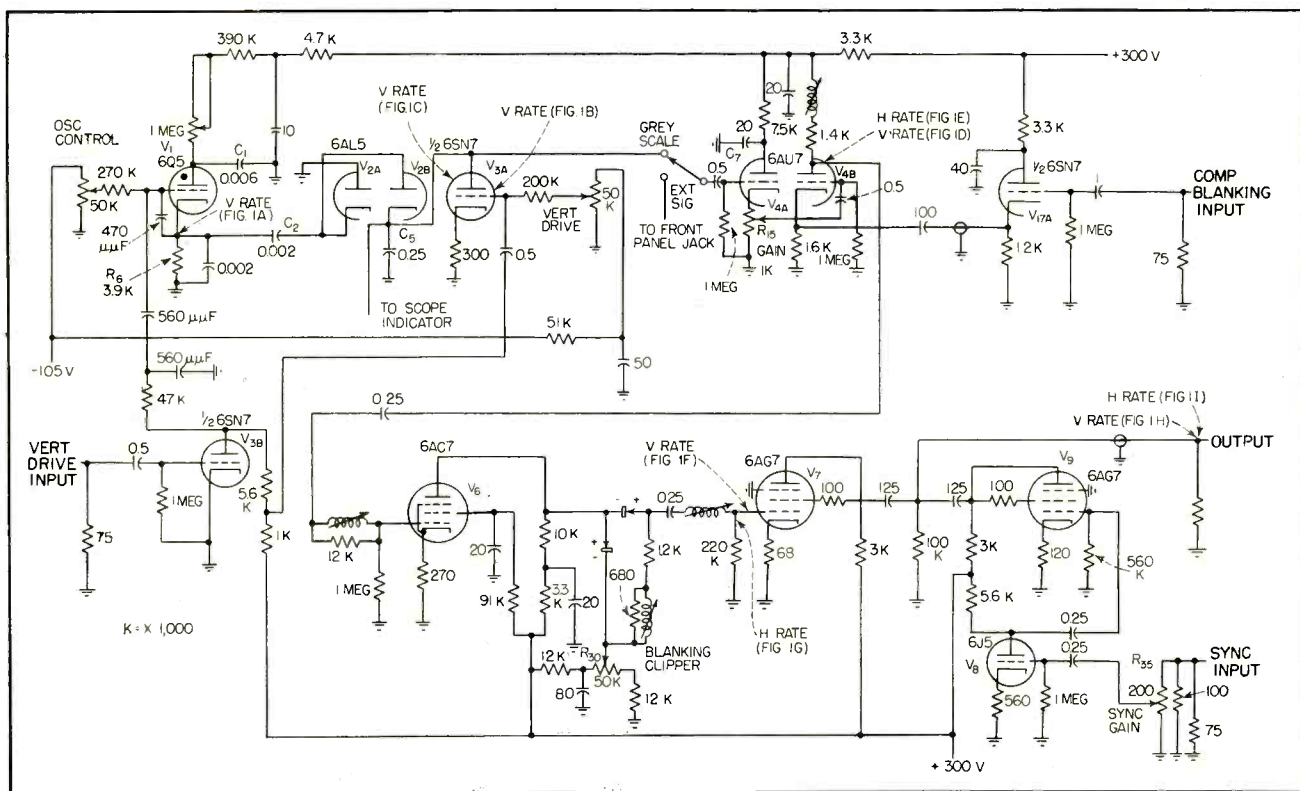 390 K
4.7 K
3.3 K
+300 V
OSC
CONTROL
1 MEG
V1
6Q5
C1
0.006
10
270 K
50K
470
μμF
V RATE
(FIG.1A)
R6
3.9K
0.002
C2
0.002
560 μμF
560 μμF
-105 V
47 K
6AL5
V2A
V2B
C5
0.25
TO SCOPE
INDICATOR
V RATE
(FIG.1C)
½ 6SN7
V3A
V RATE (FIG.1B)
200K
VERT
DRIVE
50
K
300
0.5
51 K
50
GREY
SCALE
EXT
SIG
TO FRONT
PANEL JACK
0.5
1 MEG
20
C7
20
7.5K
6AU7
V4A
R15
GAIN
1K
1.4K
H RATE (FIG.1E)
V RATE (FIG.1D)
V4B
0.5
1.6K
1 MEG
100
3.3 K
40
½ 6SN7
V17A
1.2K
1 MEG
COMP
BLANKING
INPUT
75
VERT
DRIVE
INPUT
75
0.5
1 MEG
½ 6SN7
V3B
5.6
K
1K
K = X 1,000
0.25
12 K
1 MEG
6AC7
V6
270
20
91K
10K
33
K
20
- +
+
-
680
12K
BLANKING
CLIPPER
12K
R30
50K
80
12 K
V RATE
(FIG 1F)
0.25
220
K
H RATE
(FIG.1G)
6AG7
V7
100
68
3K
125
100
K
125
100
3K
5.6 K
V9
6AG7
120
560
K
H RATE (FIG.1I)
V RATE (FIG 1H)
OUTPUT
0.25
6J5
V8
0.25
560
1 MEG
R35
200
SYNC
GAIN
100
75
SYNC
INPUT
+ 300 V